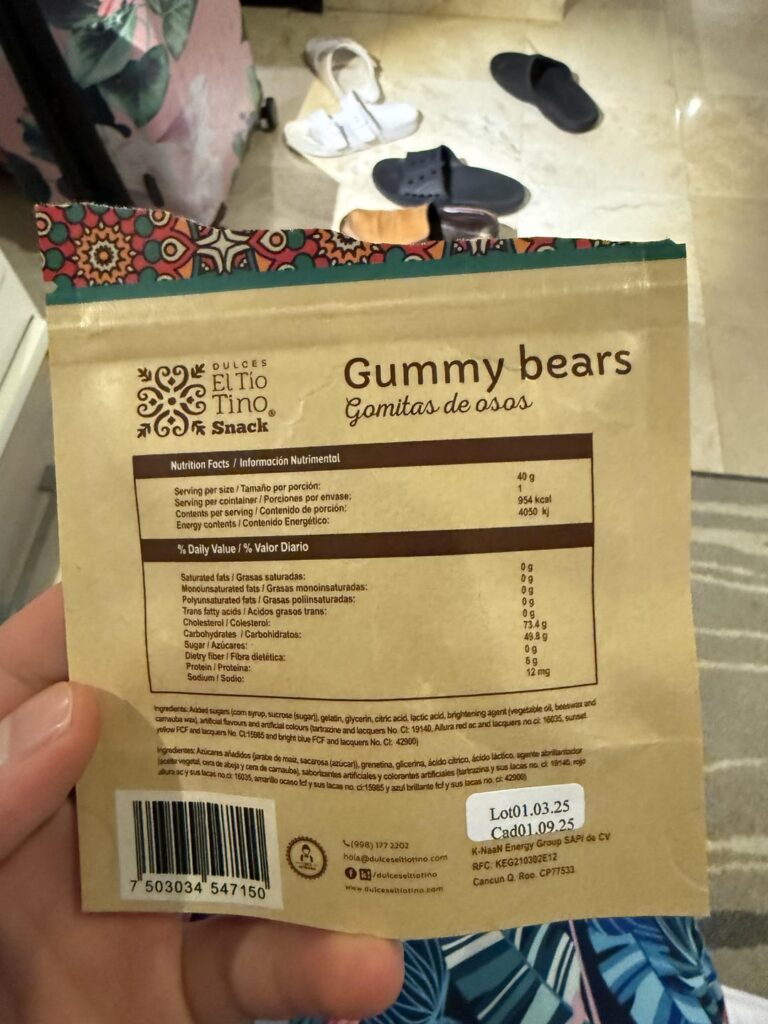 DULCES
El Tío
Tino®
Snack
Gummy bears
Gomitas de osos
Nutrition Facts / Información Nutrimental
Serving per size / Tamaño por porción: 40 g
Serving per cointainer / Porciones por envase: 1
Contents per serving / Contenido de porción: 954 kcal
Energy contents / Contenido Energético: 4050 kj
% Daily Value / % Valor Diario
Saturated fats / Grasas saturadas: 0 g
Monounsaturated fats / Grasas monoinsaturadas: 0 g
Polyunsaturated fats / Grasas poliinsaturadas: 0 g
Trans fatty acids / Acidos grasos trans: 0 g
Cholesterol / Colesterol: 0 g
Carbohydrates / Carbohidratos: 73.4 g
Sugar / Azúcares: 49.8 g
Dietry fiber / Fibra dietética: 0 g
Protein / Proteina: 6 g
Sodium / Sodio: 12 mg
Ingredients: Added sugars (corn syrup, sucrose (sugar)), gelatin, glycerin, citric acid, lactic acid, brightening agent (vegetable oil, beeswax and
carnauba wax), artificial flavours and artificial colours (tartrazine and lacquers No. CI: 19140, Allura red ac and lacquers no.ci: 16035, sunset
yellow FCF and lacquers No. CI:15985 and bright blue FCF and lacquers No. CI: 42900)
Ingredientes: Azúcares añadidos (jarabe de maiz, sacarosa (azúcar)), grenetina, glicerina, ácido cítrico, ácido láctico, agente abrillantador
(aceite vegetal, cera de abeja y cera de carnauba), saborizantes artificiales y colorantes artificiales (tartrazina y sus lacas no. ci: 19140, rojo
allura ac y sus lacas no.ci: 16035, amarillo ocaso fcf y sus lacas no. ci:15985 y azul brillante fcf y sus lacas no. ci: 42900)
Lot01.03.25
Cad01.09.25
7 503034 547150
(998) 177 2202
hola@dulceseltiotino.com
/dulceseltiotino
www.dulceseltiotino.com
K-NaaN Energy Group SAPI de CV
RFC. KEG210302E12
Cancun Q. Roo. CP77533